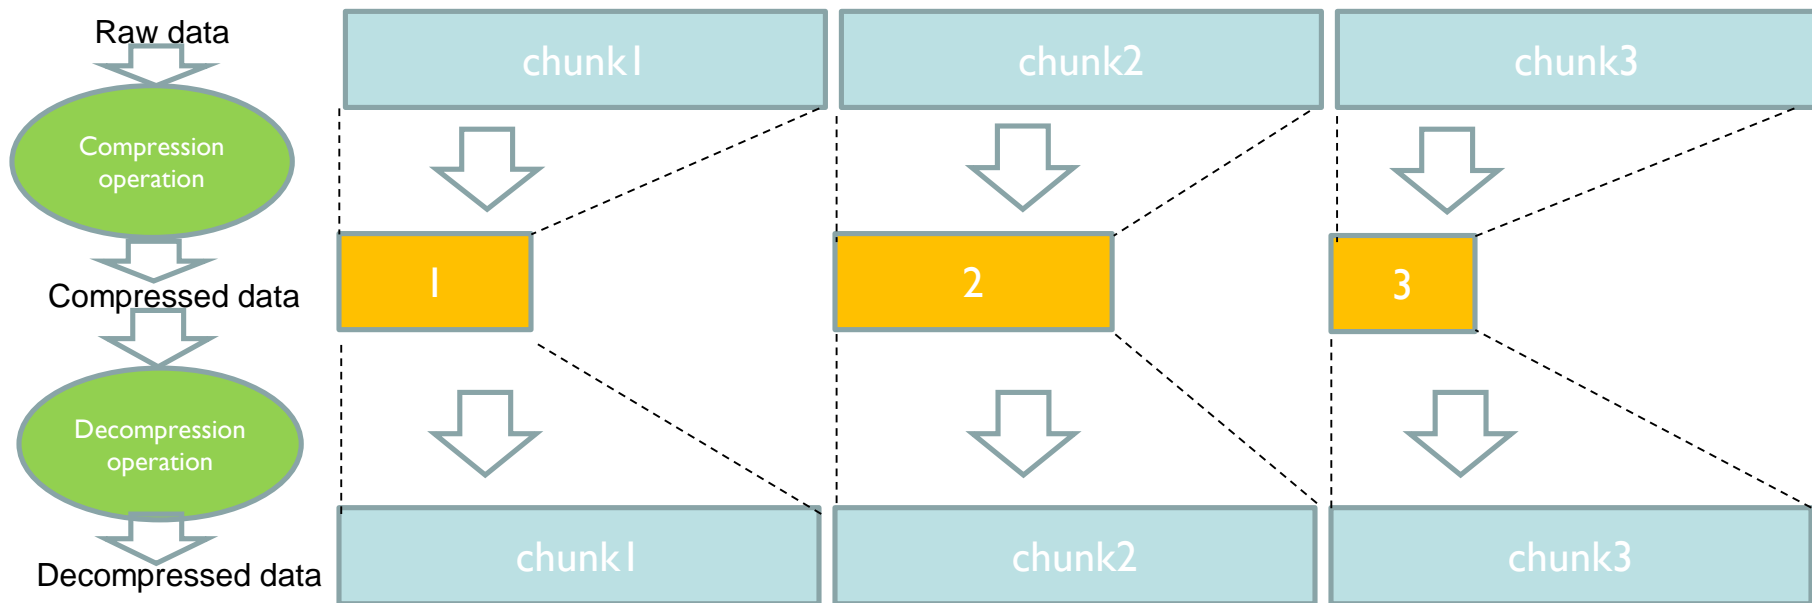 Raw data
chunk1
chunk2
chunk3
Compression
operation
1
2
3
Compressed data
Decompression
operation
chunk1
chunk2
chunk3
Decompressed data